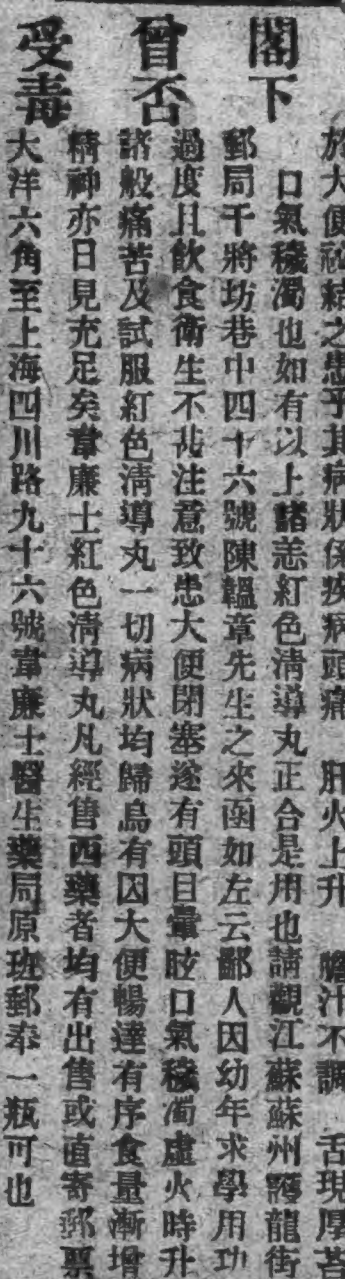 閣下曾否受毒
於大便祕結之患乎其病狀係疾病頭痛　肝火上升　膽汁不調　舌現厚苔
口氣穢濁也如有以上諸恙紅色清導丸正合是用也請觀江蘇蘇州護龍街
郵局干將坊巷中四十六號陳韞章先生之來函如左云鄙人因幼年求學用功
過度且飲食衛生不甚注意致患大便閉塞遂有頭目暈眩口氣穢濁虛火時升
諸般痛苦及試服紅色清導丸一切病狀均歸烏有因大便暢達有序食量漸增
精神亦日見充足矣韋廉士紅色清導丸凡經售西藥者均有出售或直寄郵票
大洋六角至上海四川路九十六號韋廉士醫生藥局原班郵奉一瓶可也